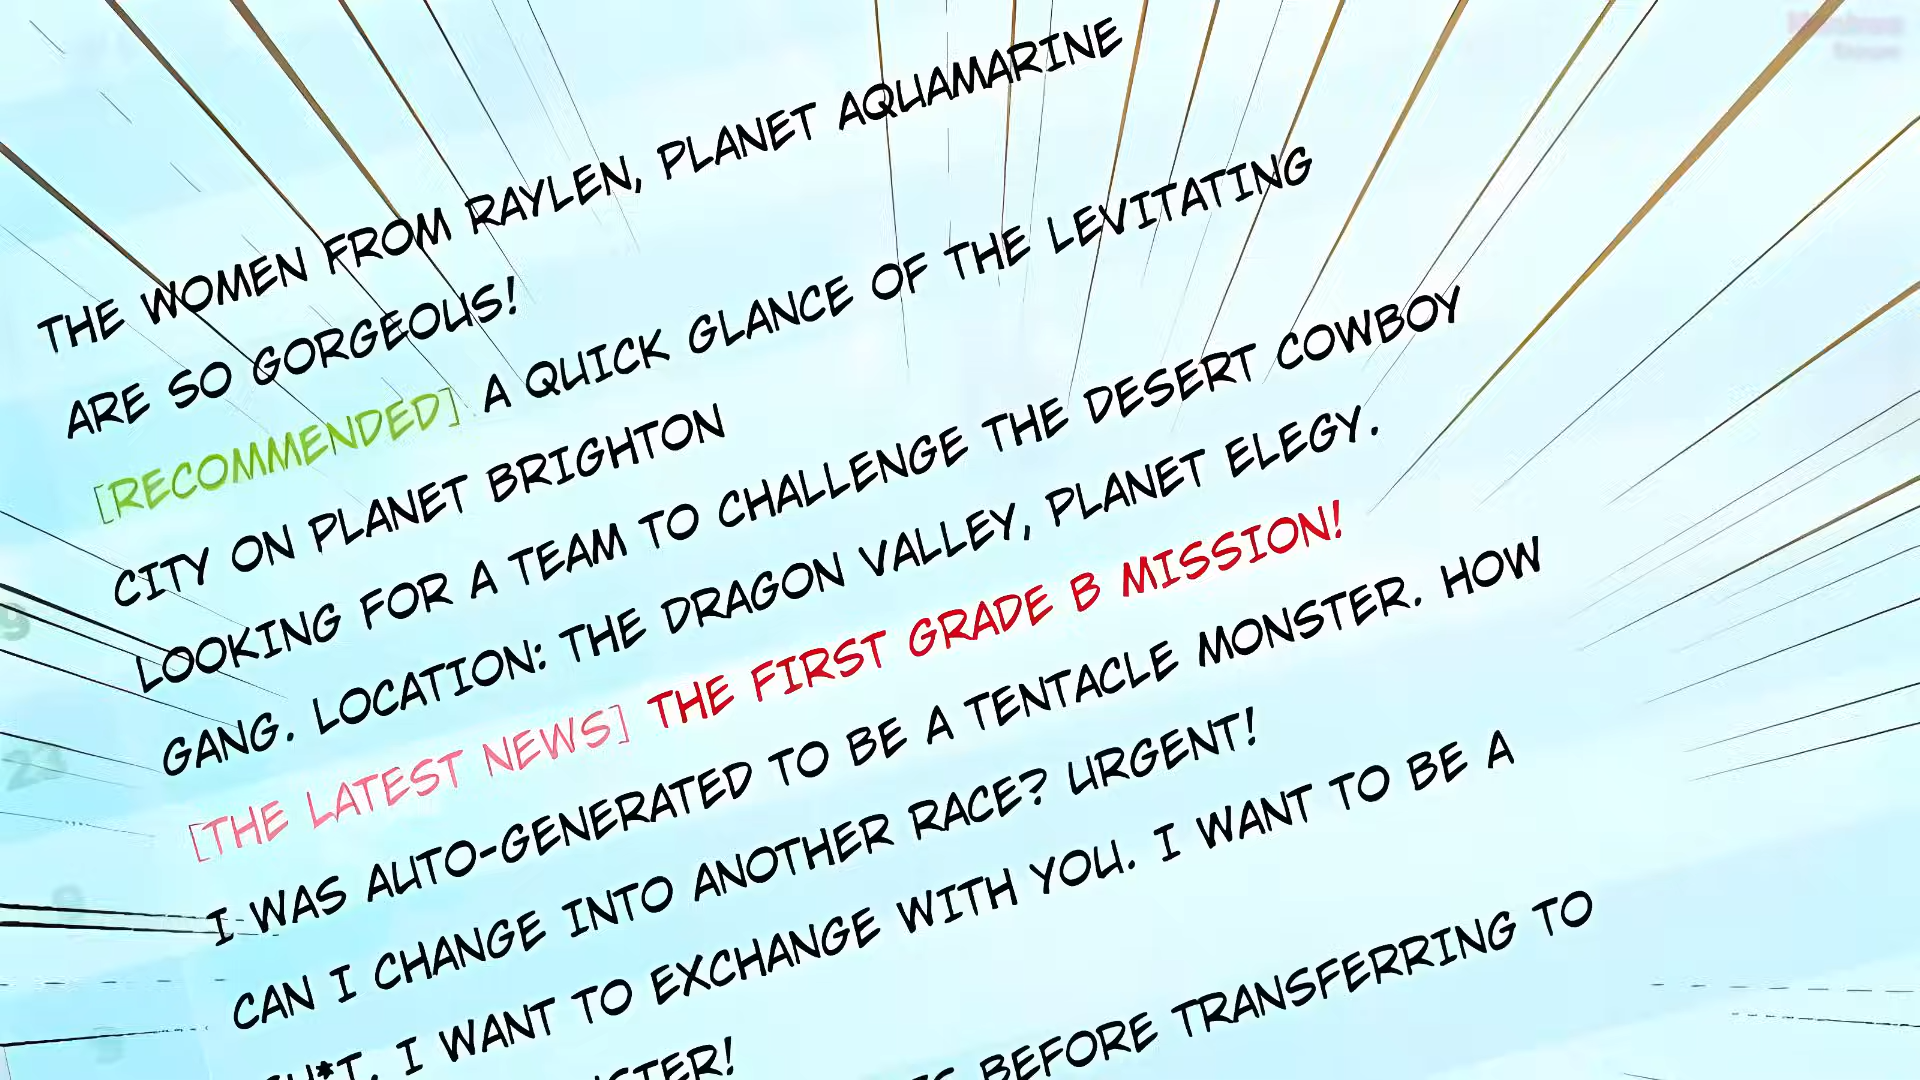 THE WOMEN FROM RAYLEN, PLANET AQUAMARINE
ARE SO GORGEOUS!
[RECOMMENDED] A QUICK GLANCE OF THE LEVITATING
CITY ON PLANET BRIGHTON
LOOKING FOR A TEAM TO CHALLENGE THE DESERT COWBOY
GANG. LOCATION: THE DRAGON VALLEY, PLANET ELEGY.
[THE LATEST NEWS] THE FIRST GRADE B MISSION!
I WAS AUTO-GENERATED TO BE A TENTACLE MONSTER. HOW
CAN I CHANGE INTO ANOTHER RACE? URGENT!
SH*T. I WANT TO EXCHANGE WITH YOU. I WANT TO BE A
BEFORE TRANSFERRING TO